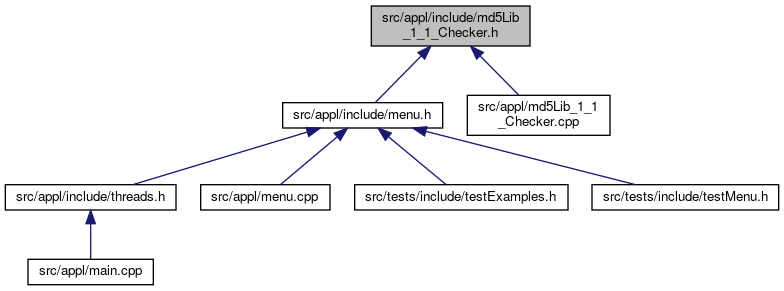 src/appl/include/md5Lib
_1_1_Checker.h
src/appl/include/menu.h
src/appl/md5Lib_1_1
_Checker.cpp
src/appl/include/threads.h
src/appl/menu.cpp
src/tests/include/testExamples.h
src/tests/include/testMenu.h
src/appl/main.cpp